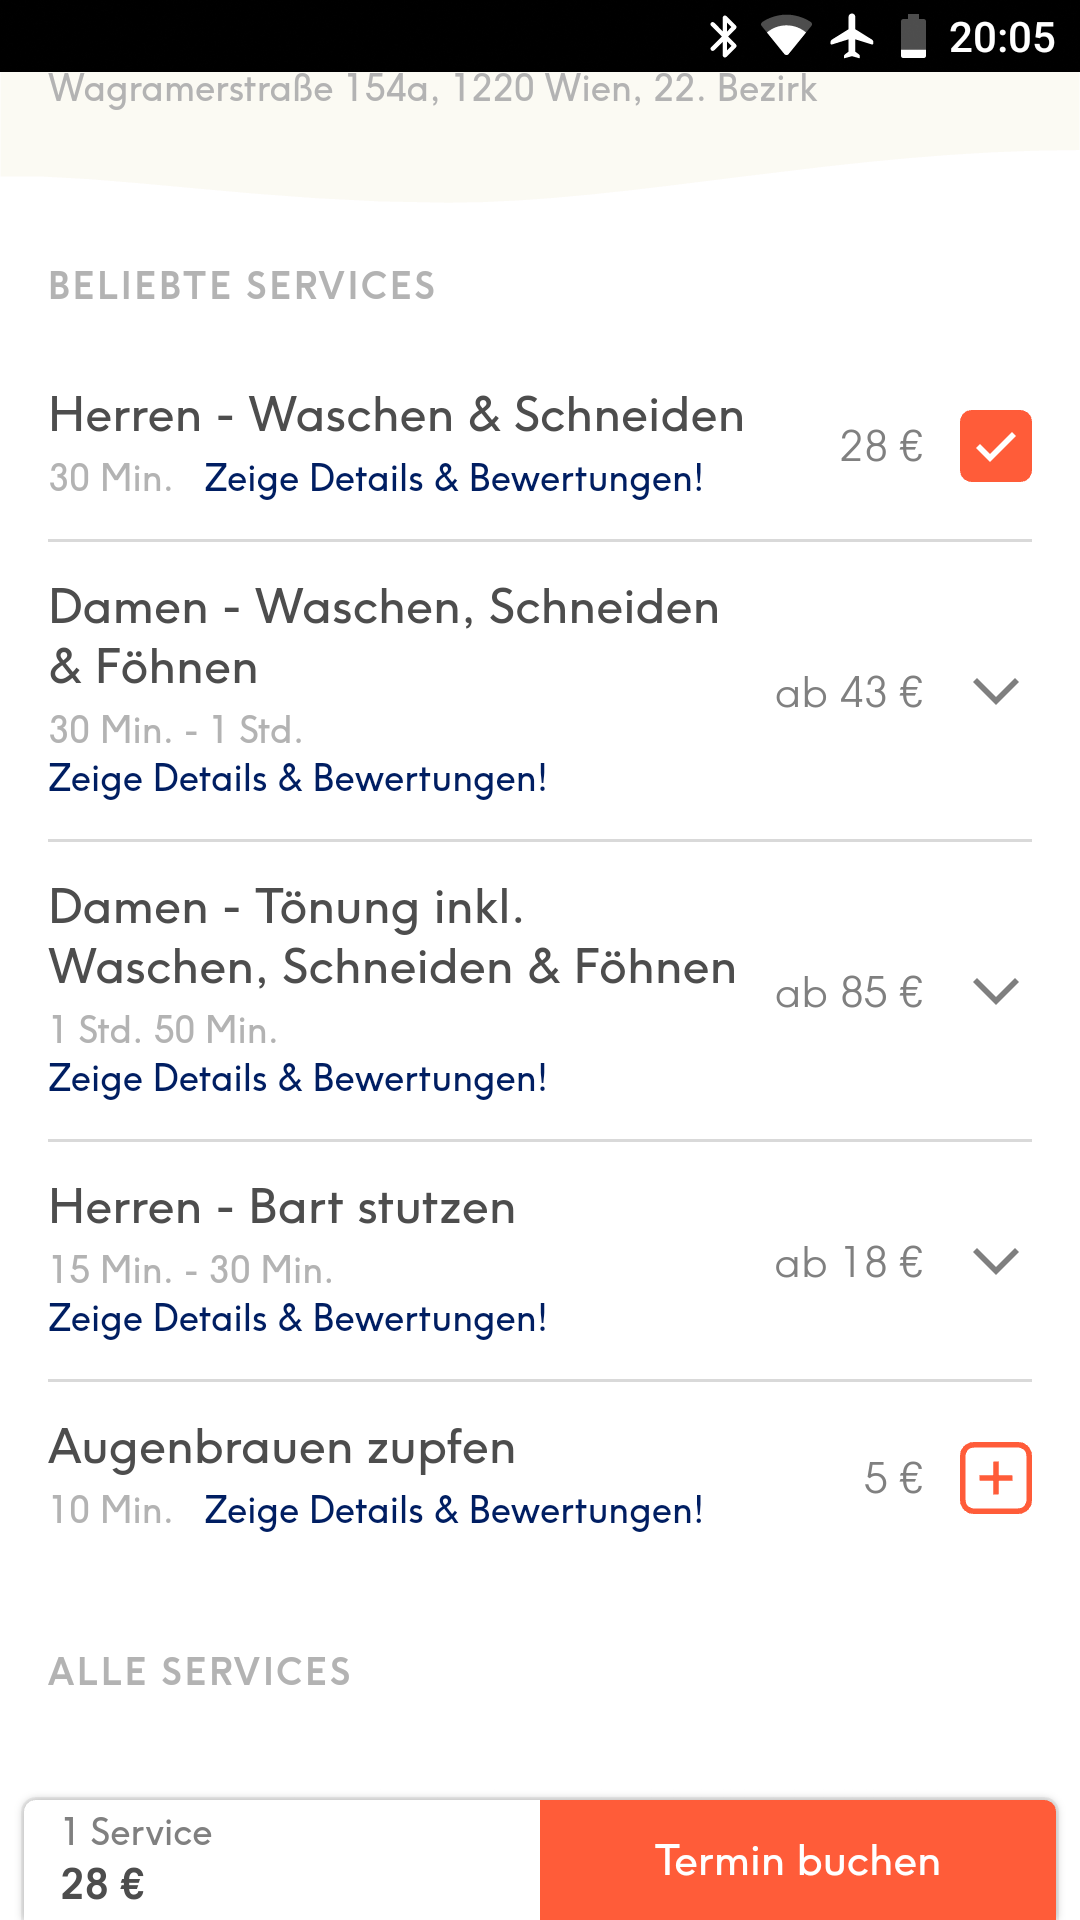 20:05
Wagramerstraße 154a, 1220 Wien, 22. Bezirk
BELIEBTE SERVICES
Herren - Waschen & Schneiden
30 Min. Zeige Details & Bewertungen!
28 €
Damen - Waschen, Schneiden
& Föhnen
30 Min. - 1 Std.
Zeige Details & Bewertungen!
ab 43 €
Damen - Tönung inkl.
Waschen, Schneiden & Föhnen
1 Std. 50 Min.
Zeige Details & Bewertungen!
ab 85 €
Herren - Bart stutzen
15 Min. - 30 Min.
Zeige Details & Bewertungen!
ab 18 €
Augenbrauen zupfen
10 Min. Zeige Details & Bewertungen!
5 €
ALLE SERVICES
1 Service
28 €
Termin buchen